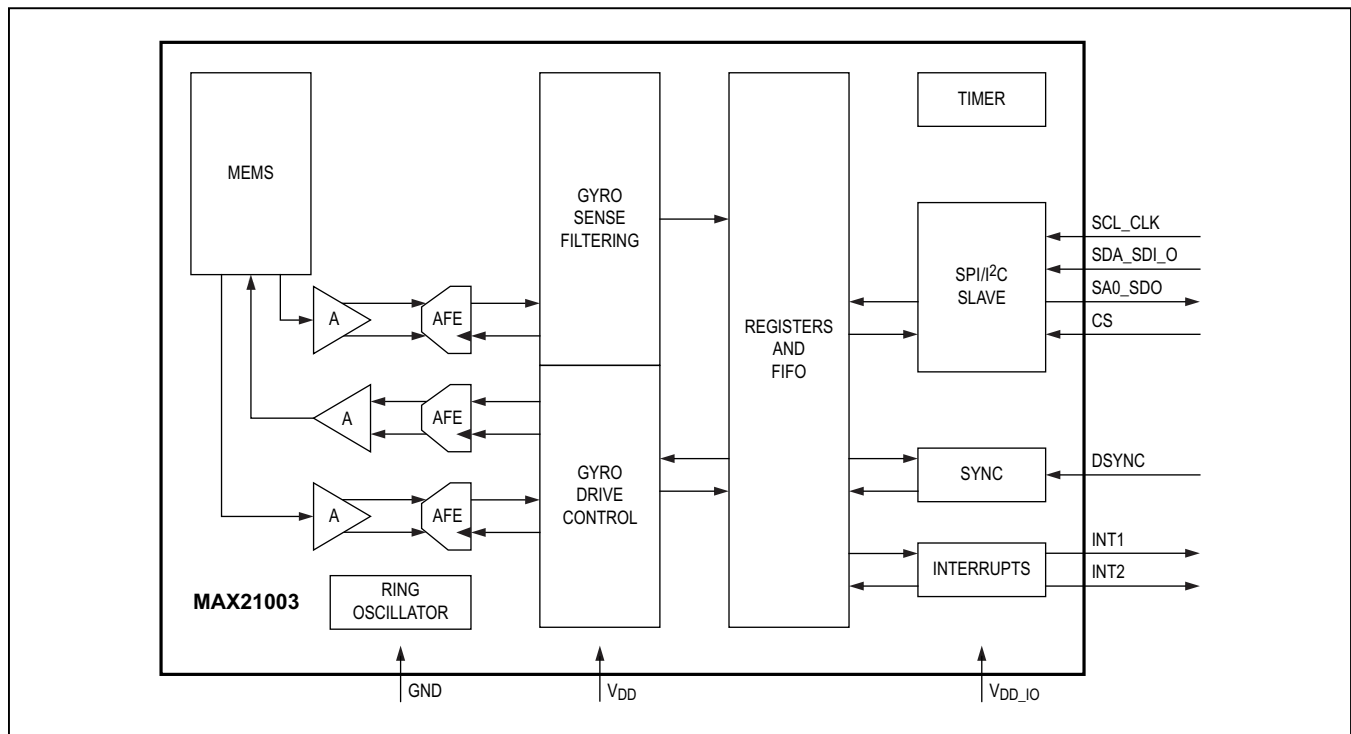 TIMER
MEMS
GYRO
SENSE
FILTERING
SCL_CLK
SDA_SDI_O
SPI/I²C
SLAVE
SA0_SDO
CS
A
AFE
REGISTERS
AND
FIFO
A
AFE
GYRO
DRIVE
CONTROL
SYNC
DSYNC
A
AFE
INT1
INTERRUPTS
INT2
MAX21003
RING
OSCILLATOR
GND
VDD
VDD_IO